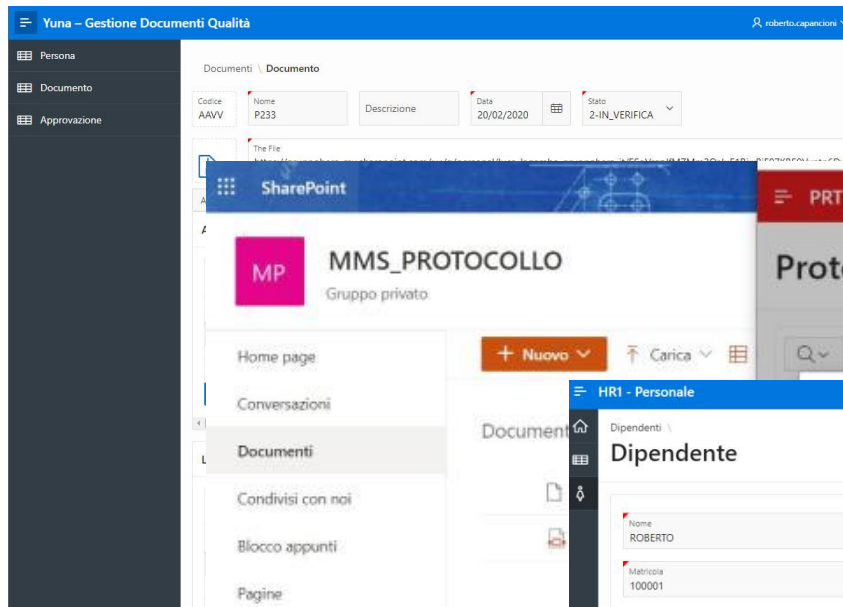 Yuna – Gestione Documenti Qualità
roberto.capancioni
Persona
Documento
Approvazione
Documenti \ Documento
Codice
AAVV
Nome
P233
Descrizione
Data
20/02/2020
Stato
2-IN_VERIFICA
The File
SharePoint
MP
MMS_PROTOCOLLO
Gruppo privato
Home page
Conversazioni
Documenti
Condivisi con noi
Blocco appunti
Pagine
+ Nuovo
Carica
Document
PRT
Prot
HR1 - Personale
Dipendenti \
Dipendente
Nome
ROBERTO
Matricola
100001